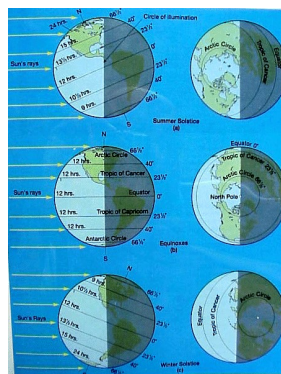 N
24 hrs.
66½°
Circle of Illumination
15 hrs.
40°
23½°
13½ hrs.
0°
Arctic Circle
Tropic of Cancer
Sun's rays
12 hrs.
23½°
10½ hrs.
40°
9 hrs.
66½°
S
Summer Solstice
(a)
N
Equator 0°
12 hrs.
Arctic Circle
66½°
Tropic of Cancer 23½°
12 hrs.
40°
Arctic Circle 66½°
Tropic of Cancer
23½°
Sun's rays
12 hrs.
Equator
0°
North Pole
12 hrs.
Tropic of Capricorn
23½°
12 hrs.
40°
Antarctic Circle
66½°
Equinoxes
S
(b)
N
9 hrs.
10½ hrs.
66½°
12 hrs.
40°
Arctic Circle
Sun's Rays
13½ hrs.
23½°
Equator
Tropic of Cancer
15 hrs.
0°
24 hrs.
23½°
40°
Winter Solstice
66½°
(c)